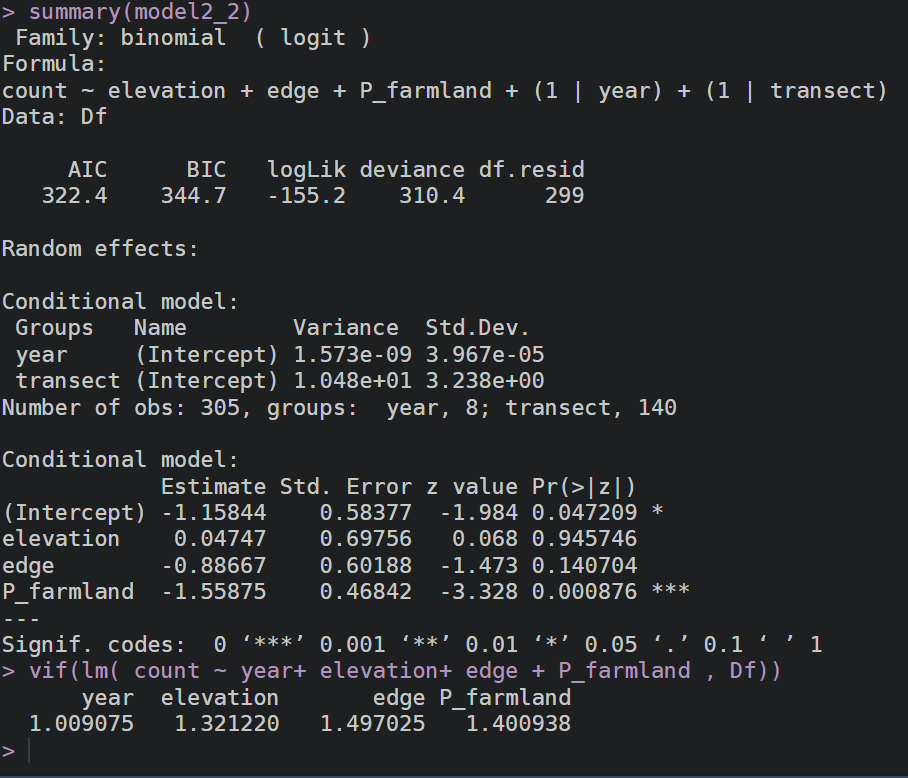 > summary(model2_2)
 Family: binomial  ( logit )
Formula:
count ~ elevation + edge + P_farmland + (1 | year) + (1 | transect)
Data: Df

     AIC      BIC   logLik deviance df.resid
   322.4    344.7   -155.2    310.4      299

Random effects:

Conditional model:
 Groups   Name        Variance  Std.Dev.
 year     (Intercept) 1.573e-09 3.967e-05
 transect (Intercept) 1.048e+01 3.238e+00
Number of obs: 305, groups:  year, 8; transect, 140

Conditional model:
            Estimate Std. Error z value Pr(>|z|)
(Intercept) -1.15844    0.58377  -1.984 0.047209 *
elevation    0.04747    0.69756   0.068 0.945746
edge        -0.88667    0.60188  -1.473 0.140704
P_farmland  -1.55875    0.46842  -3.328 0.000876 ***
---
Signif. codes:  0 ‘***’ 0.001 ‘**’ 0.01 ‘*’ 0.05 ‘.’ 0.1 ‘ ’ 1
> vif(lm( count ~ year+ elevation+ edge + P_farmland , Df))
      year  elevation       edge P_farmland
  1.009075   1.321220   1.497025   1.400938
>